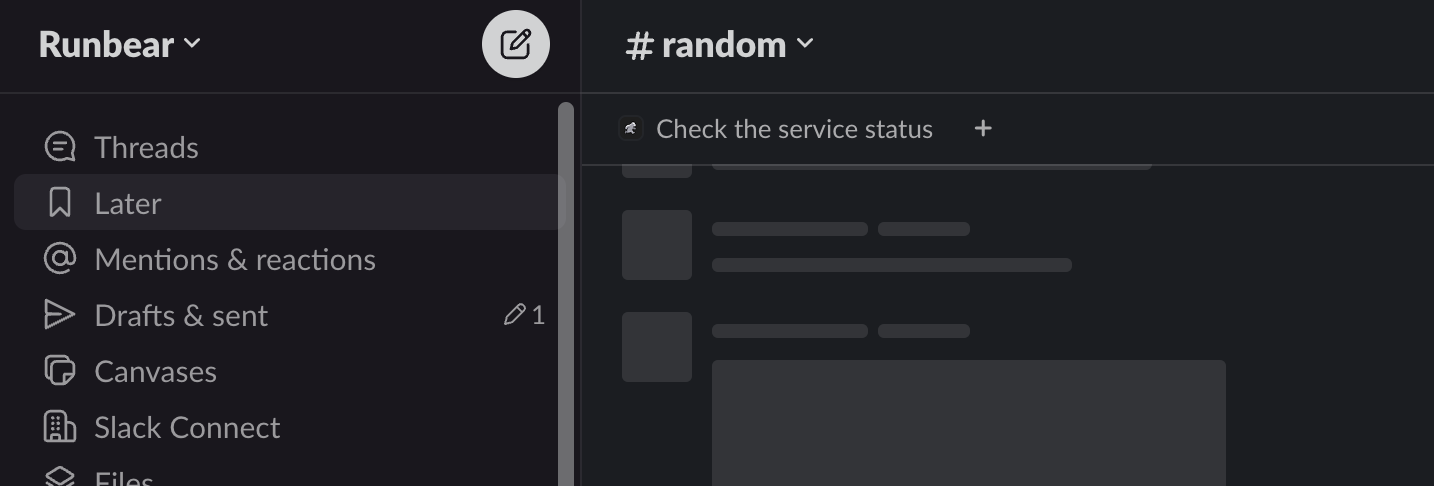 Runbear
Threads
Later
Mentions & reactions
Drafts & sent 1
Canvases
Slack Connect
Files
# random
Check the service status +